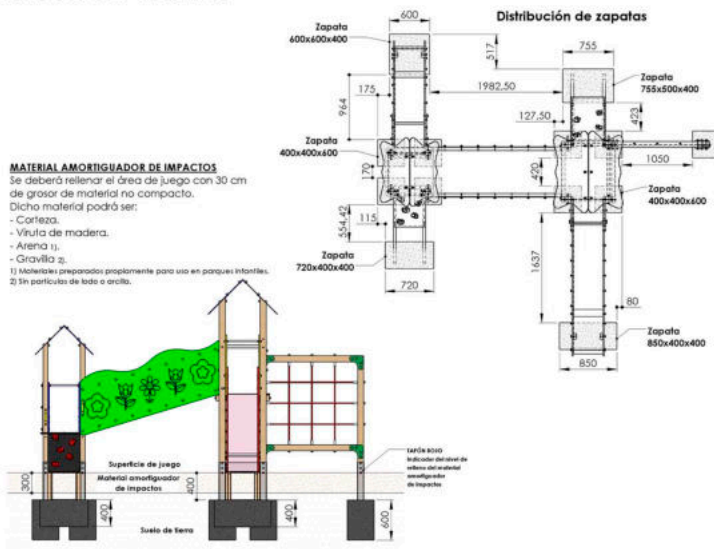 Distribución de zapatas
600
Zapata
600x600x400
517
755
Zapata
755x500x400
175
1982,50
964
127,50
423
Zapata
400x400x600
170
420
1050
Zapata
400x400x600
115
554,42
Zapata
720x400x400
720
1637
80
Zapata
850x400x400
850
MATERIAL AMORTIGUADOR DE IMPACTOS
Se deberá rellenar el área de juego con 30 cm
de grosor de material no compacto.
Dicho material podrá ser:
- Corteza.
- Viruta de madera.
- Arena 1).
- Gravilla 2).
1) Materiales preparados propiamente para uso en parques infantiles.
2) Sin partículas de lodo o arcilla.
Superficie de juego
Material amortiguador
de impactos
300
400
TAPÓN ROJO
Indicador del nivel de
relleno del material
amortiguador
de impactos
400
Suelo de tierra
400
600